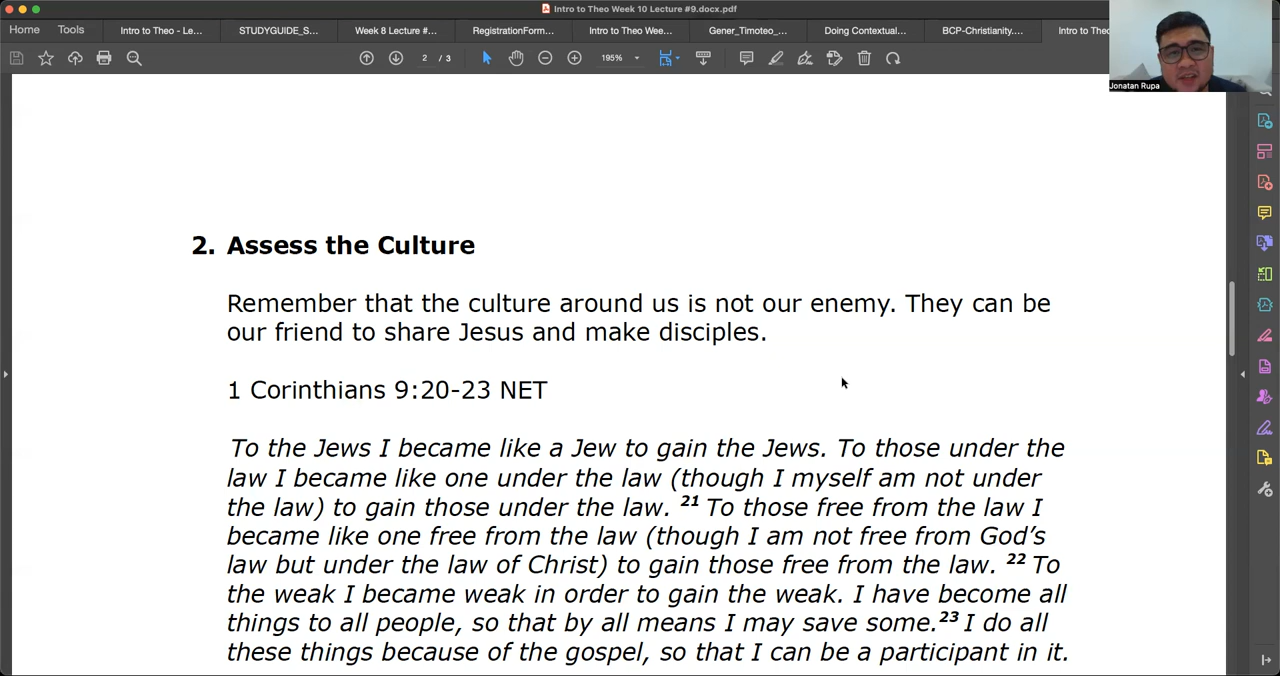 Intro to Theo Week 10 Lecture #9.docx.pdf
Home Tools Intro to Theo - Le... STUDYGUIDE_S... Week 8 Lecture #... RegistrationForm... Intro to Theo Wee... Gener_Timoteo_... Doing Contextual... BCP-Christianity.... Intro to Theo
2 / 3 195%
Jonatan Rupa
2. Assess the Culture
Remember that the culture around us is not our enemy. They can be
our friend to share Jesus and make disciples.
1 Corinthians 9:20-23 NET
To the Jews I became like a Jew to gain the Jews. To those under the
law I became like one under the law (though I myself am not under
the law) to gain those under the law. 21 To those free from the law I
became like one free from the law (though I am not free from God’s
law but under the law of Christ) to gain those free from the law. 22 To
the weak I became weak in order to gain the weak. I have become all
things to all people, so that by all means I may save some.23 I do all
these things because of the gospel, so that I can be a participant in it.